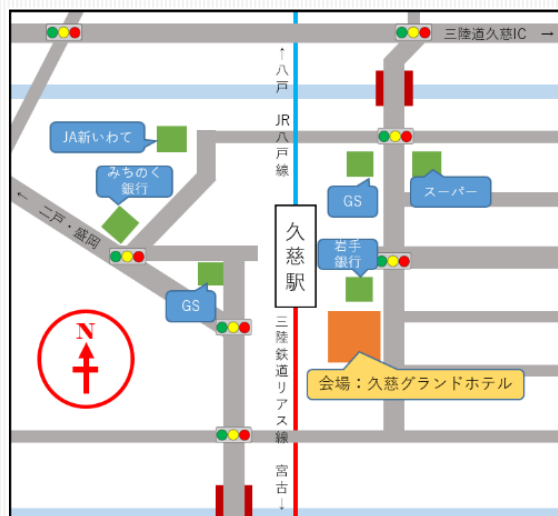 三陸道久慈IC →
←八戸
JR八戸線
JA新いわて
みちのく
銀行
← 二戸・盛岡
GS
スーパー
久慈駅
岩手
銀行
GS
N
会場：久慈グランドホテル
三陸鉄道リアス線
宮古→